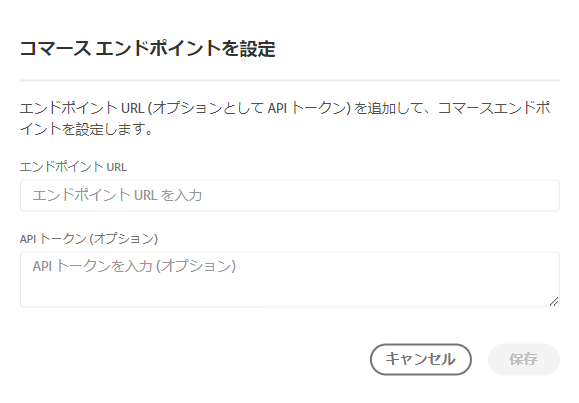 コマース エンドポイントを設定
エンドポイント URL (オプションとして API トークン) を追加して、コマースエンドポ
イントを設定します。
エンドポイント URL
エンドポイント URL を入力
API トークン (オプション)
API トークンを入力 (オプション)
キャンセル
保存